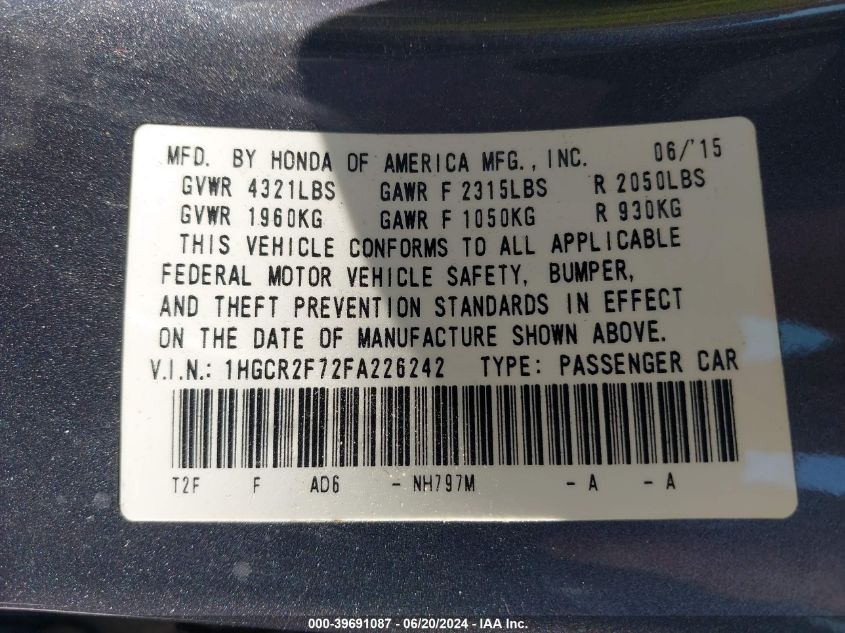 MFD. BY HONDA OF AMERICA MFG., INC. 06/'15
GVWR 4321LBS GAWR F 2315LBS R 2050LBS
GVWR 1960KG GAWR F 1050KG R 930KG
THIS VEHICLE CONFORMS TO ALL APPLICABLE
FEDERAL MOTOR VEHICLE SAFETY, BUMPER,
AND THEFT PREVENTION STANDARDS IN EFFECT
ON THE DATE OF MANUFACTURE SHOWN ABOVE.
V.I.N.: 1HGCR2F72FA226242 TYPE: PASSENGER CAR
T2F F AD6 - NH797M - A - A
000-39691087 - 06/20/2024 - IAA Inc.